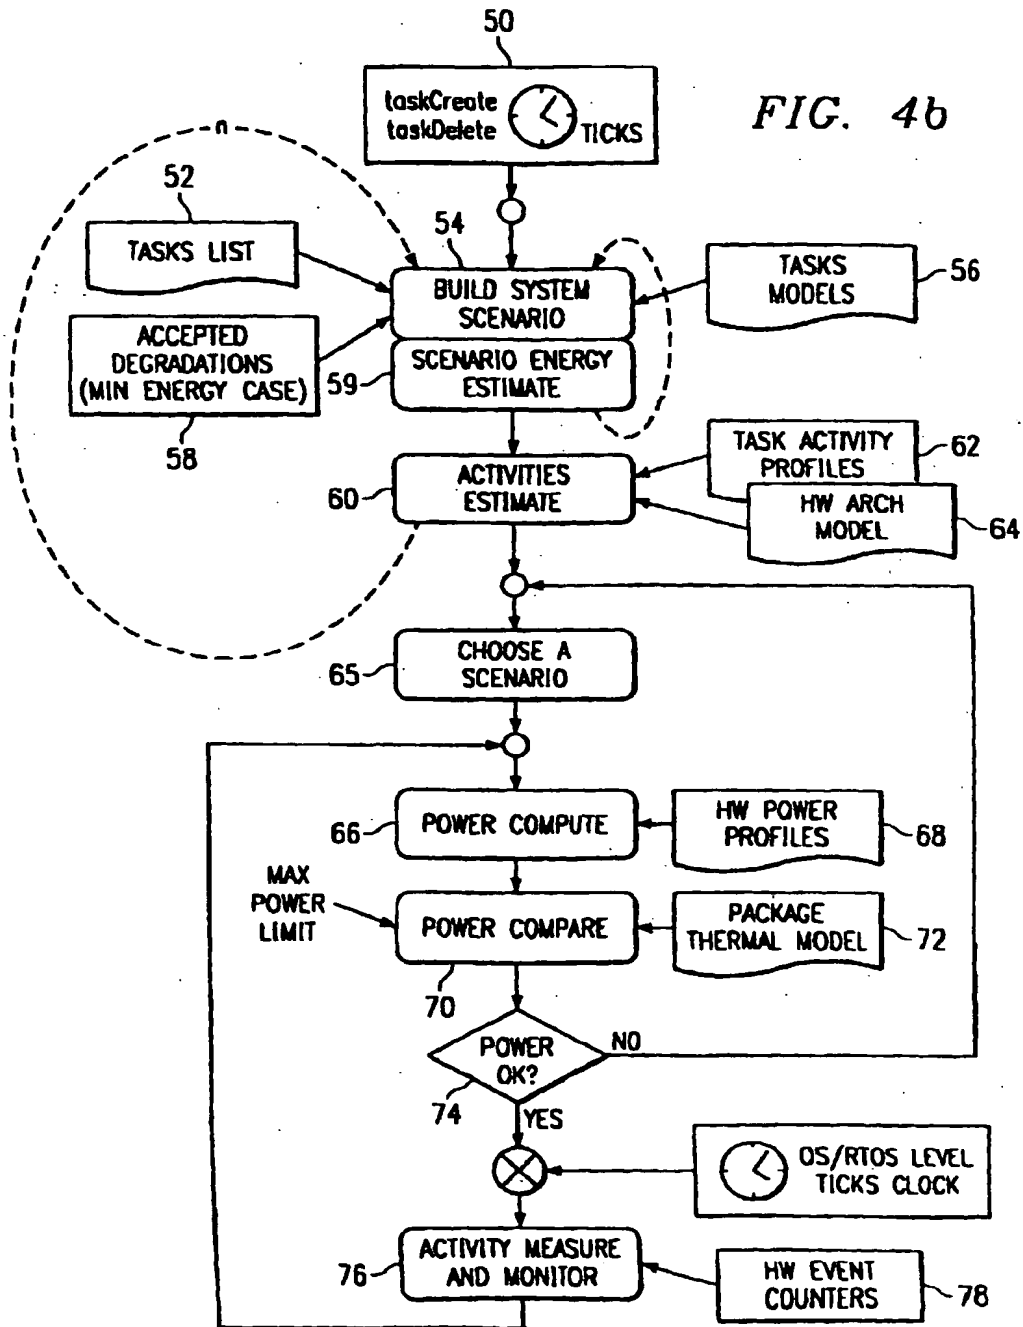 50
taskCreate
taskDelete
TICKS
FIG. 4b
n
52
TASKS LIST
54
BUILD SYSTEM
SCENARIO
TASKS
MODELS
56
ACCEPTED
DEGRADATIONS
(MIN ENERGY CASE)
58
59
SCENARIO ENERGY
ESTIMATE
60
ACTIVITIES
ESTIMATE
TASK ACTIVITY
PROFILES
62
HW ARCH
MODEL
64
65
CHOOSE A
SCENARIO
66
POWER COMPUTE
HW POWER
PROFILES
68
MAX
POWER
LIMIT
POWER COMPARE
70
PACKAGE
THERMAL MODEL
72
POWER
OK?
NO
74
YES
OS/RTOS LEVEL
TICKS CLOCK
76
ACTIVITY MEASURE
AND MONITOR
HW EVENT
COUNTERS
78